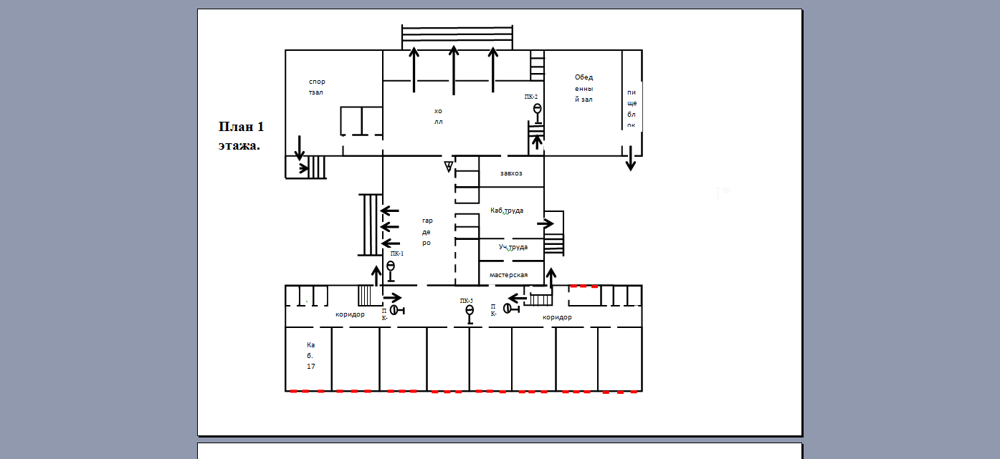 План 1
этажа.
спор
тзал
хо
лл
ПК-2
Обед
енны
й зал
пи
ще
бл
ок
завхоз
Каб.труда
гар
де
ро
Уч.труда
ПК-1
мастерская
коридор
П
К-
ПК-5
П
К-
коридор
Ка
б.
17